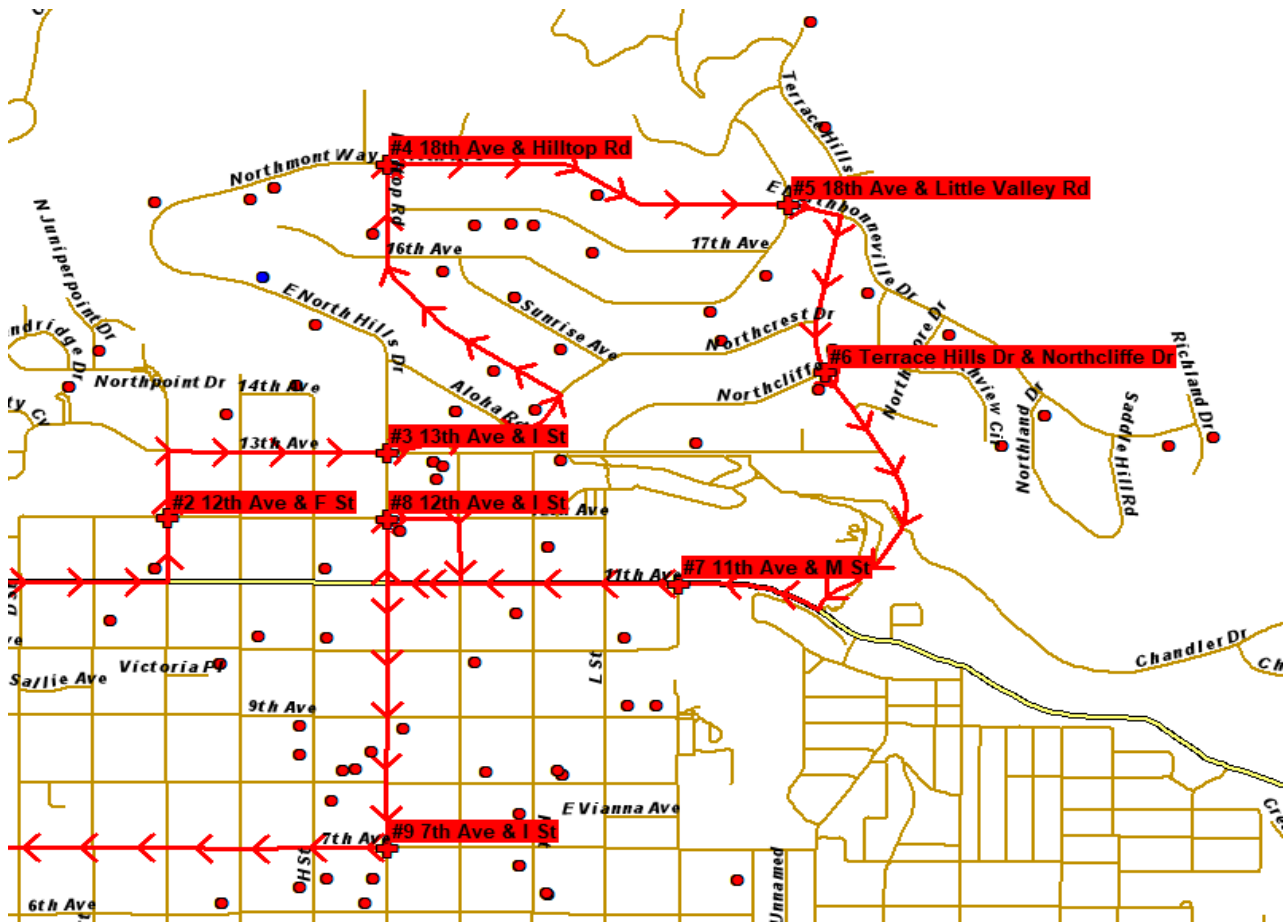 Terrace Hills
#4 18th Ave & Hilltop Rd
Northmont Way
#5 18th Ave & Little Valley Rd
N Juniperpoint Dr
17th Ave
16th Ave
E North Hills Dr
Sunrise Ave
Northcrest Dr
Richland Dr
#6 Terrace Hills Dr & Northcliffe Dr
Northpoint Dr
14th Ave
Northcliffe
Aloha Rd
Saddle Hill Rd
Northland Dr
13th Ave
#3 13th Ave & I St
#2 12th Ave & F St
#8 12th Ave & I St
11th Ave
#7 11th Ave & M St
Chandler Dr
Victoria Pl
L St
Sallie Ave
9th Ave
E Vianna Ave
7th Ave
#9 7th Ave & I St
H St
Unnamed
6th Ave